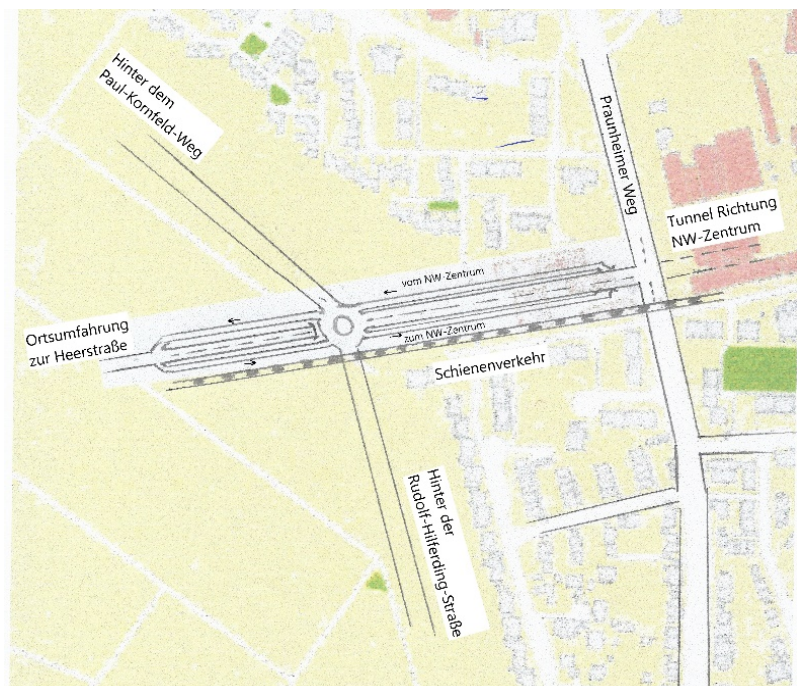 Hinter dem
Paul-Kornfeld-Weg
Praunheimer Weg
Tunnel Richtung
NW-Zentrum
vom NW-Zentrum
Ortsumfahrung
zur Heerstraße
zum NW-Zentrum
Schienenverkehr
Hinter der
Rudolf-Hilferding-Straße